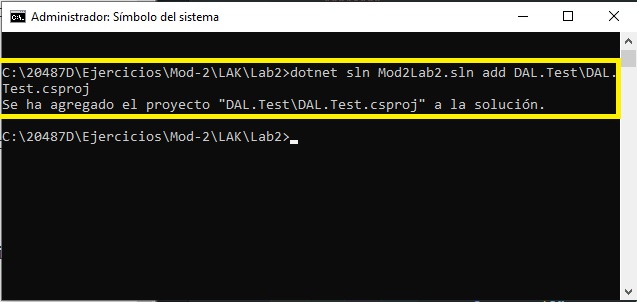 Administrador: Símbolo del sistema
C:\20487D\Ejercicios\Mod-2\LAK\Lab2>dotnet sln Mod2Lab2.sln add DAL.Test\DAL.
Test.csproj
Se ha agregado el proyecto "DAL.Test\DAL.Test.csproj" a la solución.
C:\20487D\Ejercicios\Mod-2\LAK\Lab2>